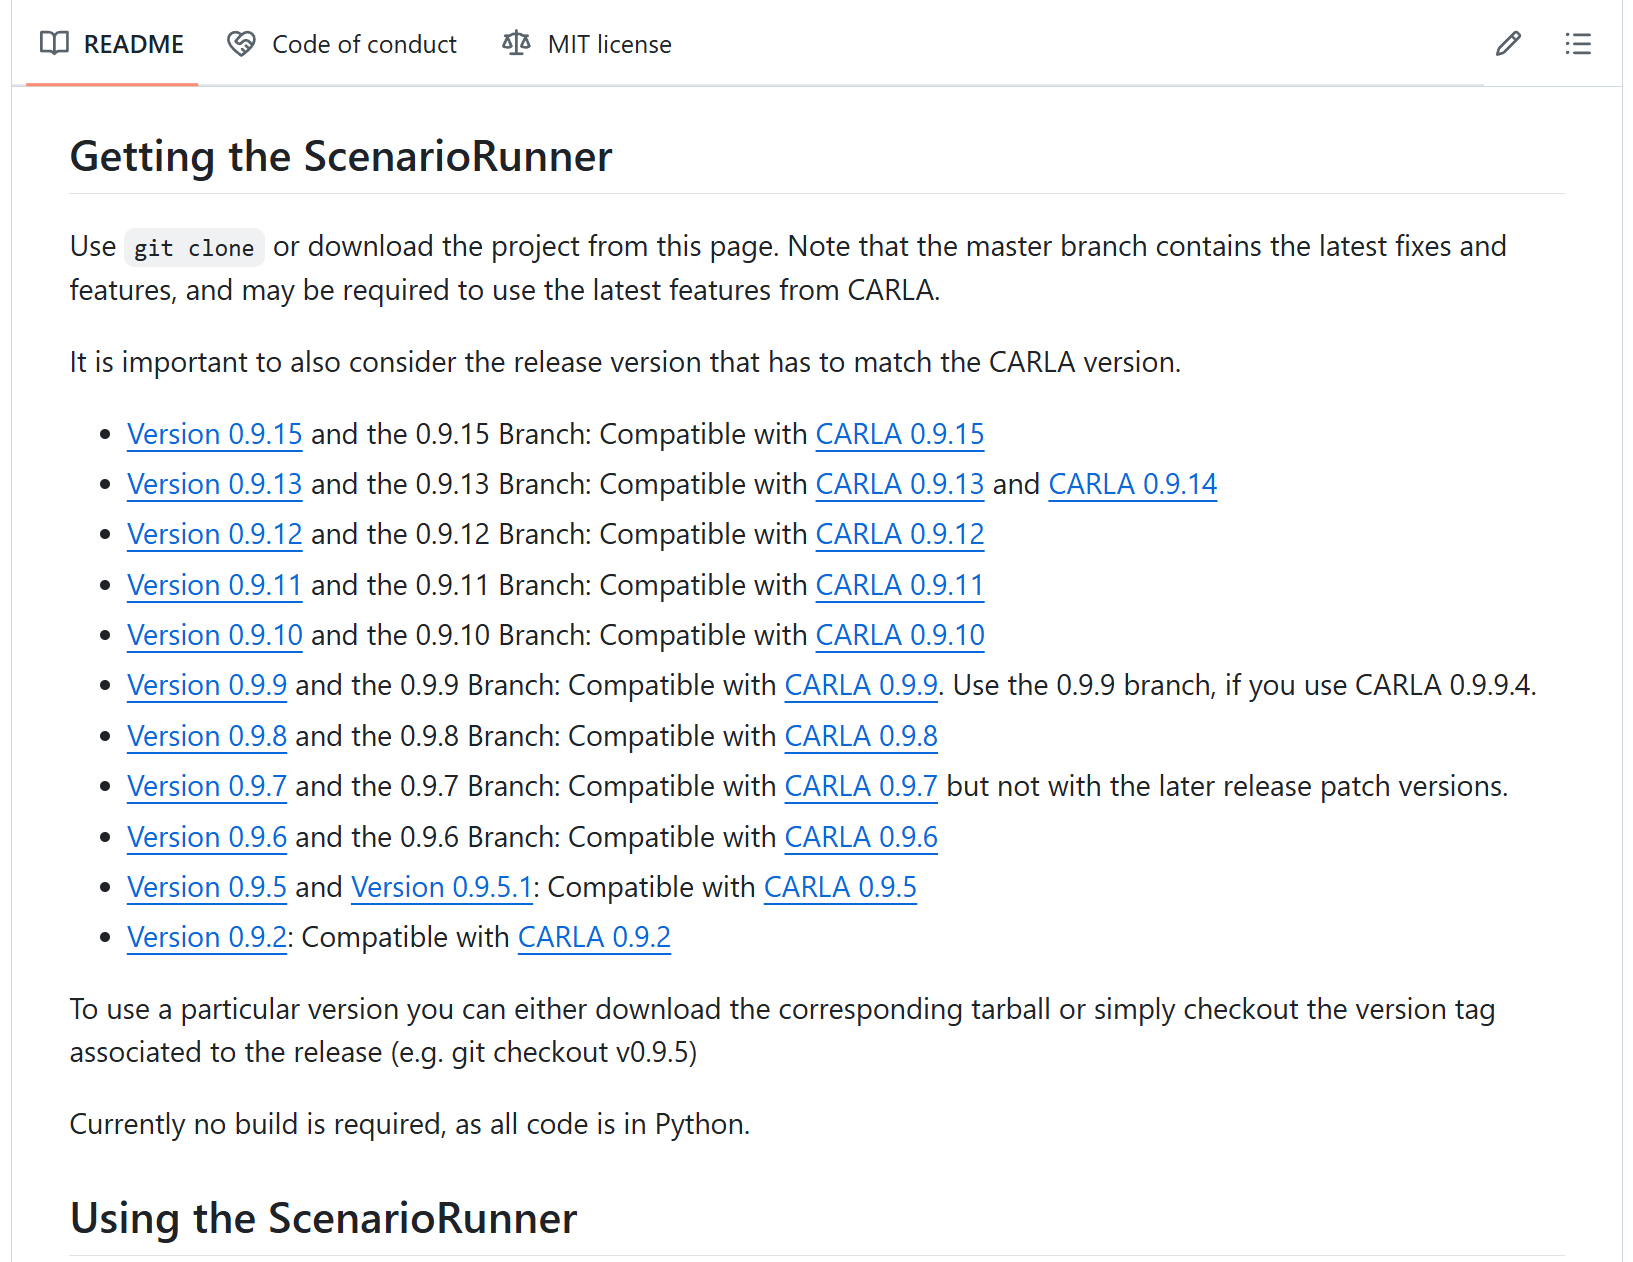 README Code of conduct MIT license
Getting the ScenarioRunner
Use git clone or download the project from this page. Note that the master branch contains the latest fixes and
features, and may be required to use the latest features from CARLA.
It is important to also consider the release version that has to match the CARLA version.
• Version 0.9.15 and the 0.9.15 Branch: Compatible with CARLA 0.9.15
• Version 0.9.13 and the 0.9.13 Branch: Compatible with CARLA 0.9.13 and CARLA 0.9.14
• Version 0.9.12 and the 0.9.12 Branch: Compatible with CARLA 0.9.12
• Version 0.9.11 and the 0.9.11 Branch: Compatible with CARLA 0.9.11
• Version 0.9.10 and the 0.9.10 Branch: Compatible with CARLA 0.9.10
• Version 0.9.9 and the 0.9.9 Branch: Compatible with CARLA 0.9.9. Use the 0.9.9 branch, if you use CARLA 0.9.9.4.
• Version 0.9.8 and the 0.9.8 Branch: Compatible with CARLA 0.9.8
• Version 0.9.7 and the 0.9.7 Branch: Compatible with CARLA 0.9.7 but not with the later release patch versions.
• Version 0.9.6 and the 0.9.6 Branch: Compatible with CARLA 0.9.6
• Version 0.9.5 and Version 0.9.5.1: Compatible with CARLA 0.9.5
• Version 0.9.2: Compatible with CARLA 0.9.2
To use a particular version you can either download the corresponding tarball or simply checkout the version tag
associated to the release (e.g. git checkout v0.9.5)
Currently no build is required, as all code is in Python.
Using the ScenarioRunner